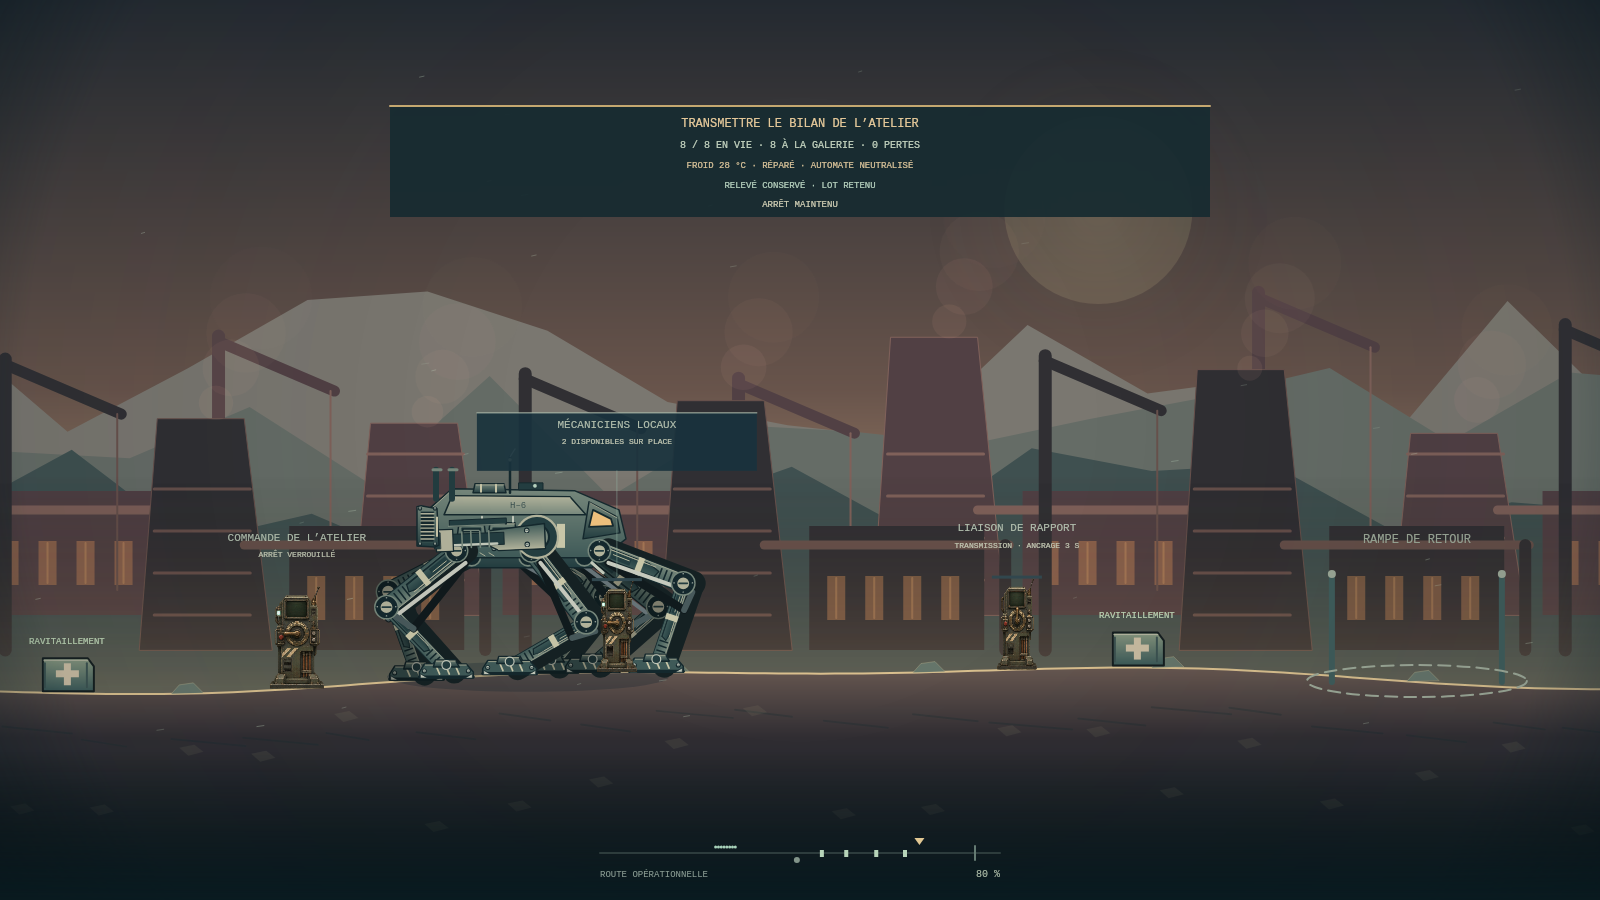 TRANSMETTRE LE BILAN DE L’ATELIER
8 / 8 EN VIE · 8 À LA GALERIE · 0 PERTES
FROID 28 °C · RÉPARÉ · AUTOMATE NEUTRALISÉ
RELEVÉ CONSERVÉ · LOT RETENU
ARRÊT MAINTENU
MÉCANICIENS LOCAUX
2 DISPONIBLES SUR PLACE
H-6
COMMANDE DE L’ATELIER
ARRÊT VERROUILLÉ
LIAISON DE RAPPORT
TRANSMISSION · ANCRAGE 3 S
RAMPE DE RETOUR
RAVITAILLEMENT
RAVITAILLEMENT
ROUTE OPÉRATIONNELLE
80 %